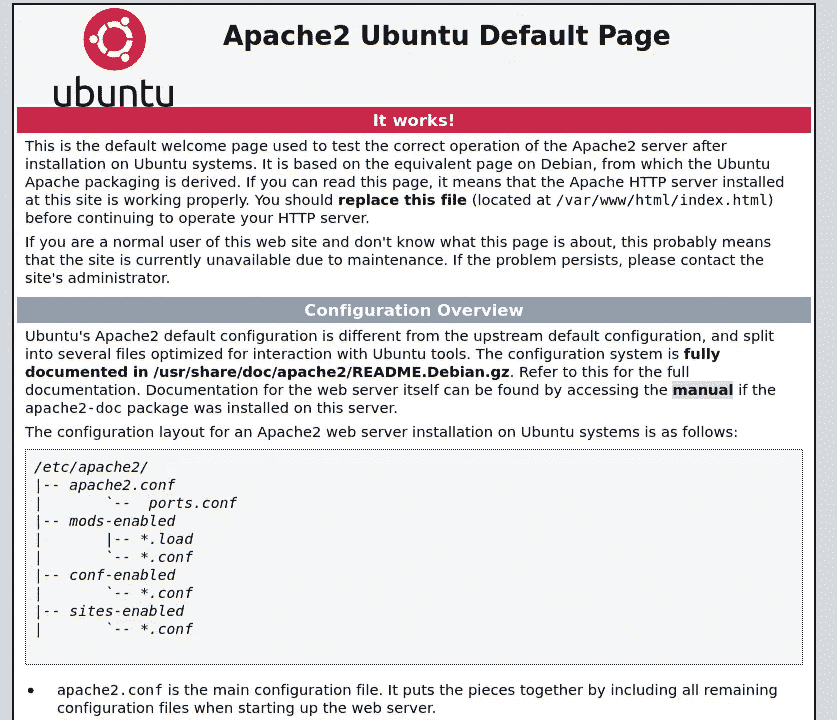 Apache2 Ubuntu Default Page
ubuntu
It works!
This is the default welcome page used to test the correct operation of the Apache2 server after
installation on Ubuntu systems. It is based on the equivalent page on Debian, from which the Ubuntu
Apache packaging is derived. If you can read this page, it means that the Apache HTTP server installed
at this site is working properly. You should replace this file (located at /var/www/html/index.html)
before continuing to operate your HTTP server.
If you are a normal user of this web site and don't know what this page is about, this probably means
that the site is currently unavailable due to maintenance. If the problem persists, please contact the
site's administrator.
Configuration Overview
Ubuntu's Apache2 default configuration is different from the upstream default configuration, and split
into several files optimized for interaction with Ubuntu tools. The configuration system is fully
documented in /usr/share/doc/apache2/README.Debian.gz. Refer to this for the full
documentation. Documentation for the web server itself can be found by accessing the manual if the
apache2-doc package was installed on this server.
The configuration layout for an Apache2 web server installation on Ubuntu systems is as follows:
/etc/apache2/
|-- apache2.conf
|       `--  ports.conf
|-- mods-enabled
|       |-- *.load
|       `-- *.conf
|-- conf-enabled
|       `-- *.conf
|-- sites-enabled
|       `-- *.conf
• apache2.conf is the main configuration file. It puts the pieces together by including all remaining
configuration files when starting up the web server.